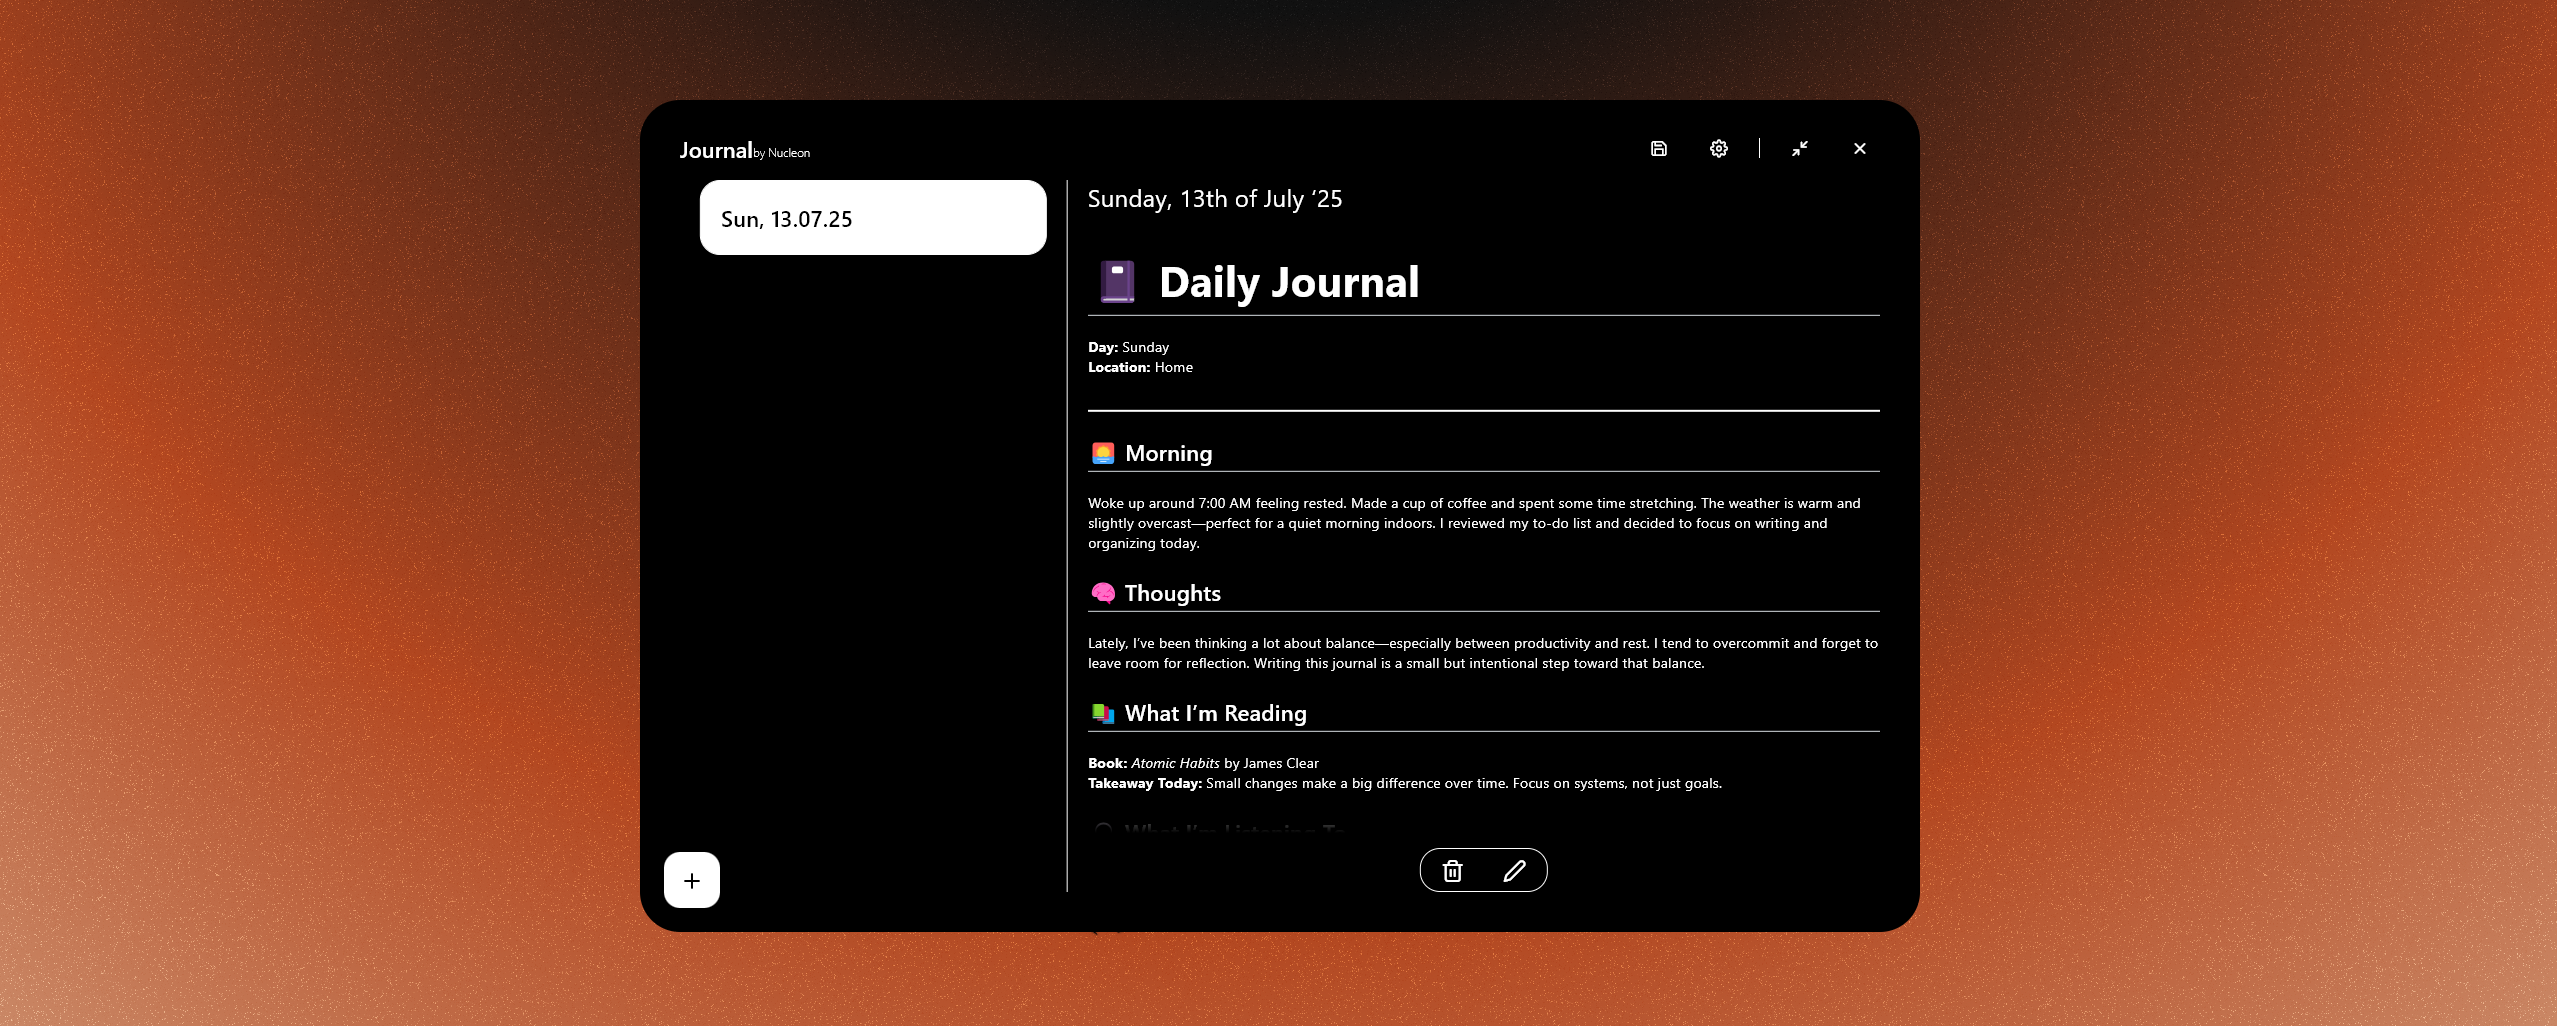 Journal by Nucleon
Sun, 13.07.25
Sunday, 13th of July ‘25
Daily Journal
Day: Sunday
Location: Home
Morning
Woke up around 7:00 AM feeling rested. Made a cup of coffee and spent some time stretching. The weather is warm and
slightly overcast—perfect for a quiet morning indoors. I reviewed my to-do list and decided to focus on writing and
organizing today.
Thoughts
Lately, I’ve been thinking a lot about balance—especially between productivity and rest. I tend to overcommit and forget to
leave room for reflection. Writing this journal is a small but intentional step toward that balance.
What I’m Reading
Book: Atomic Habits by James Clear
Takeaway Today: Small changes make a big difference over time. Focus on systems, not just goals.
What I’m Listening To